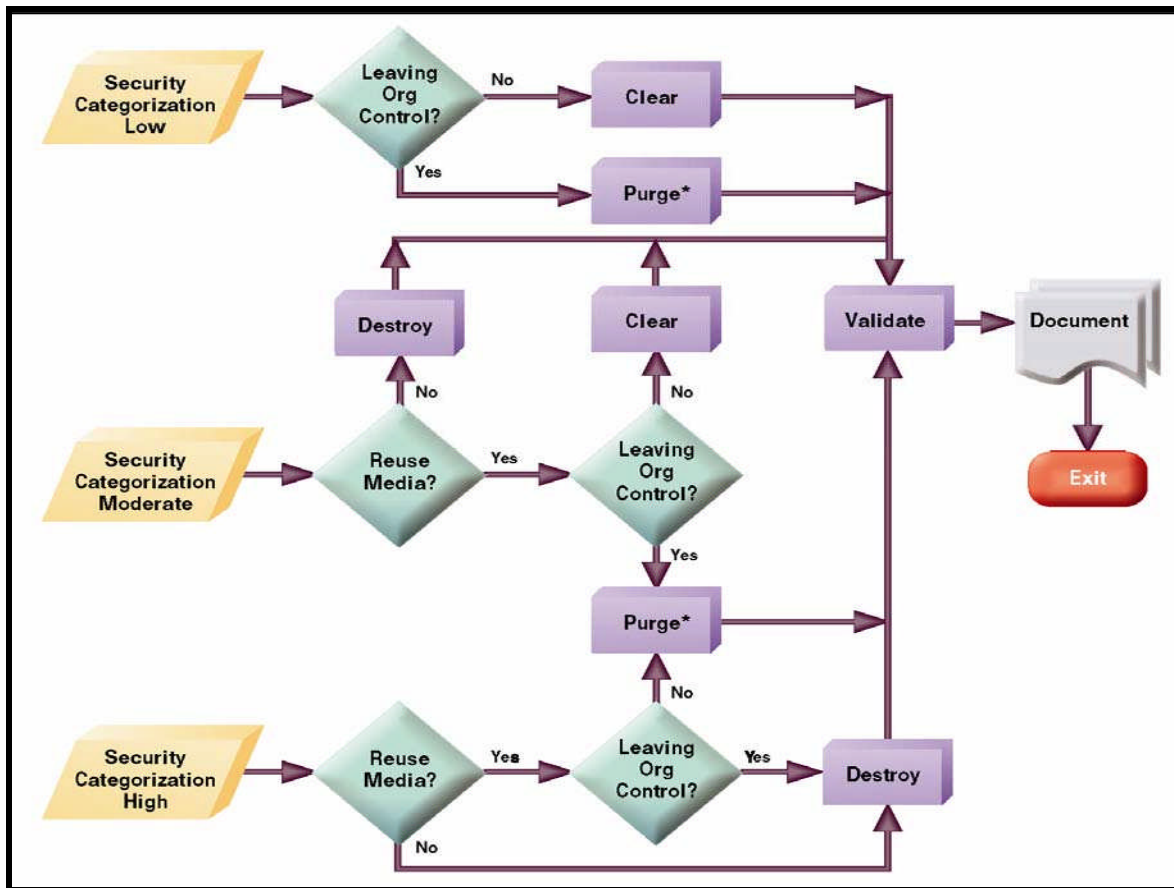 Security
Categorization
Low
Leaving
Org
Control?
No
Clear
Yes
Purge*
Destroy
Clear
Validate
Document
No
No
Security
Categorization
Moderate
Reuse
Media?
Yes
Leaving
Org
Control?
Exit
Yes
Purge*
No
Security
Categorization
High
Reuse
Media?
Yes
Leaving
Org
Control?
Yes
Destroy
No